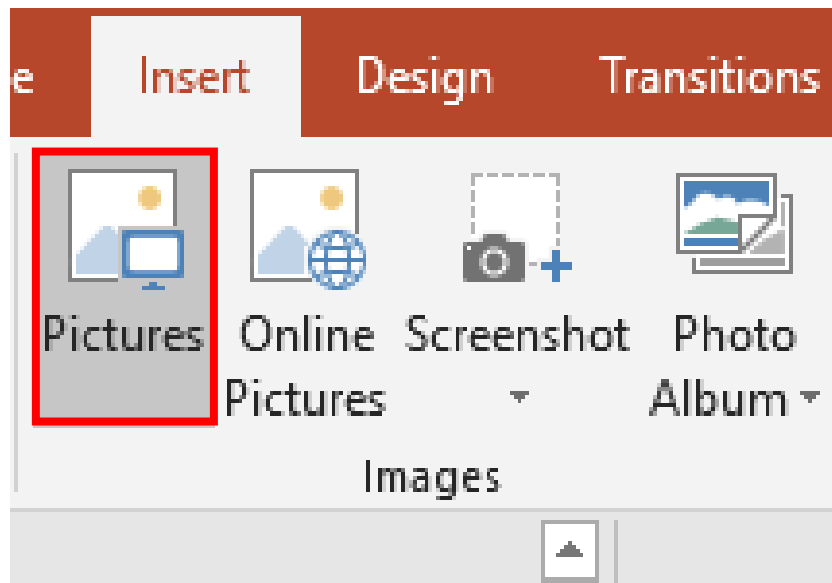 e Insert Design Transitions
Pictures Online Screenshot Photo
Pictures Album
Images